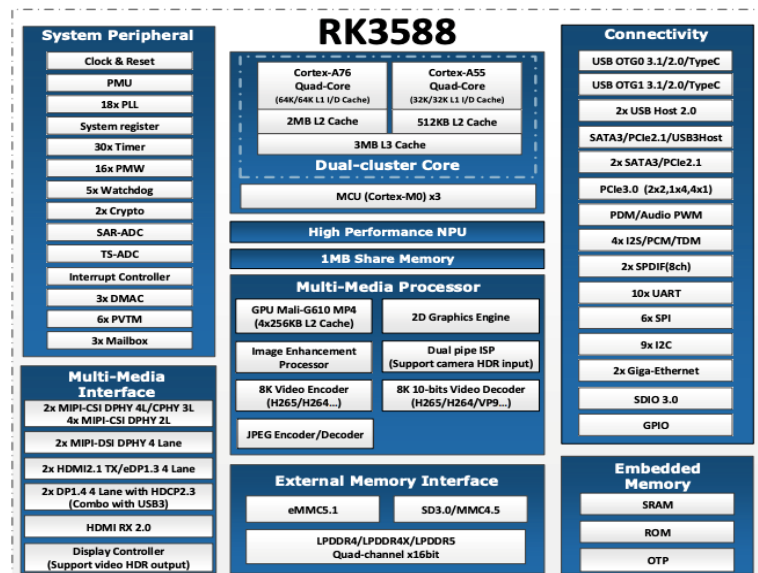 RK3588
System Peripheral
Clock & Reset
PMU
18x PLL
System register
30x Timer
16x PMW
5x Watchdog
2x Crypto
SAR-ADC
TS-ADC
Interrupt Controller
3x DMAC
6x PVTM
3x Mailbox
Multi-Media
Interface
2x MIPI-CSI DPHY 4L/CPHY 3L
4x MIPI-CSI DPHY 2L
2x MIPI-DSI DPHY 4 Lane
2x HDMI2.1 TX/eDP1.3 4 Lane
2x DP1.4 4 Lane with HDCP2.3
(Combo with USB3)
HDMI RX 2.0
Display Controller
(Support video HDR output)
Cortex-A76
Quad-Core
(64K/64K L1 I/D Cache)
2MB L2 Cache
Cortex-A55
Quad-Core
(32K/32K L1 I/D Cache)
512KB L2 Cache
3MB L3 Cache
Dual-cluster Core
MCU (Cortex-M0) x3
High Performance NPU
1MB Share Memory
Multi-Media Processor
GPU Mali-G610 MP4
(4x256KB L2 Cache)
2D Graphics Engine
Image Enhancement
Processor
Dual pipe ISP
(Support camera HDR input)
8K Video Encoder
(H265/H264...)
8K 10-bits Video Decoder
(H265/H264/VP9...)
JPEG Encoder/Decoder
External Memory Interface
eMMC5.1
SD3.0/MMC4.5
LPDDR4/LPDDR4X/LPDDR5
Quad-channel x16bit
Connectivity
USB OTG0 3.1/2.0/TypeC
USB OTG1 3.1/2.0/TypeC
2x USB Host 2.0
SATA3/PCIe2.1/USB3Host
2x SATA3/PCIe2.1
PCIe3.0 (2x2,1x4,4x1)
PDM/Audio PWM
4x I2S/PCM/TDM
2x SPDIF(8ch)
10x UART
6x SPI
9x I2C
2x Giga-Ethernet
SDIO 3.0
GPIO
Embedded
Memory
SRAM
ROM
OTP